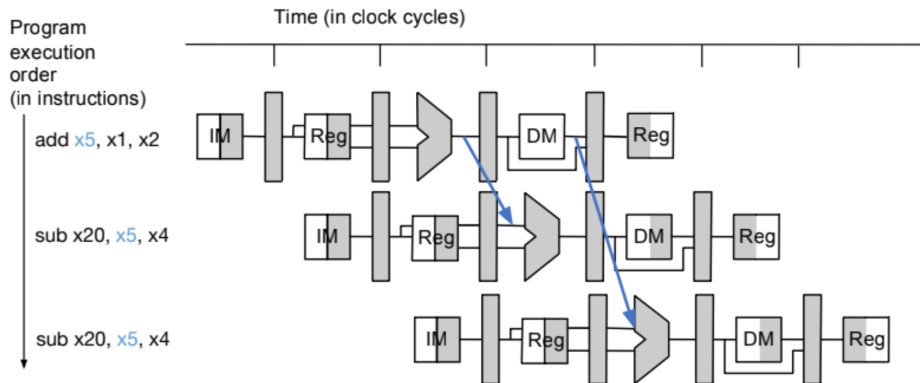 Time (in clock cycles)
Program
execution
order
(in instructions)
add x5, x1, x2
IM
Reg
DM
Reg
sub x20, x5, x4
IM
Reg
DM
Reg
sub x20, x5, x4
IM
Reg
DM
Reg